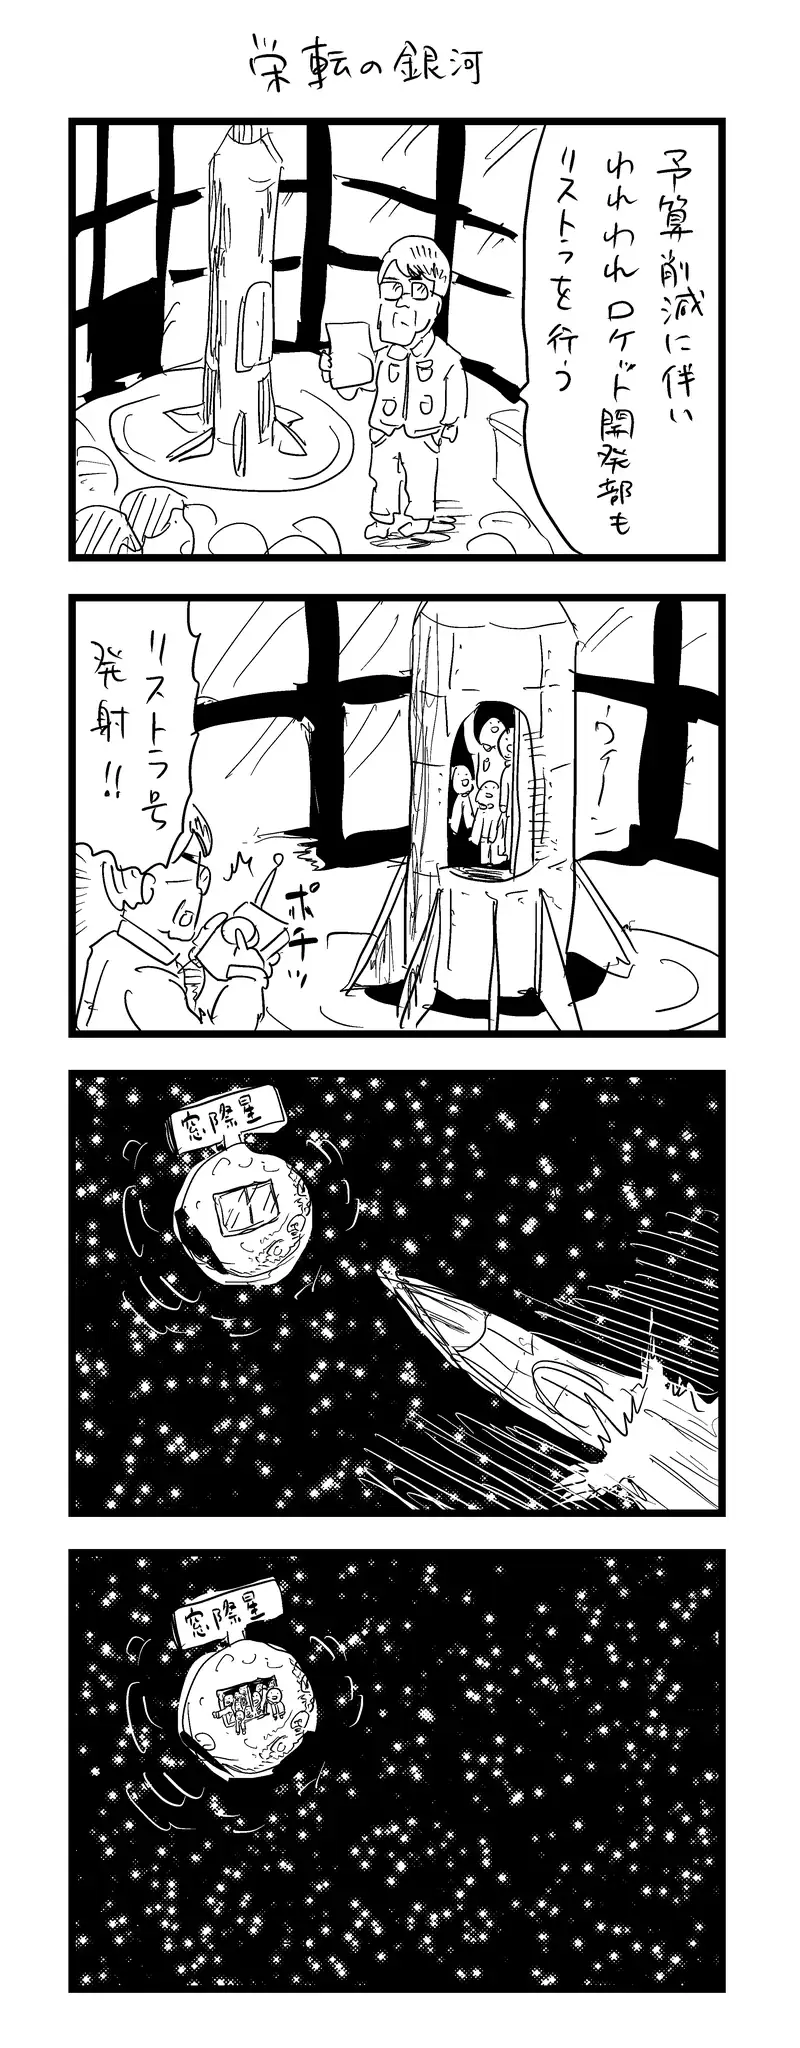 栄転の銀河
予算削減に伴い
われわれロケット開発部も
リストラを行う
ウィーン
リストラ号
発射!!
ポチッ
窓際星
窓際星